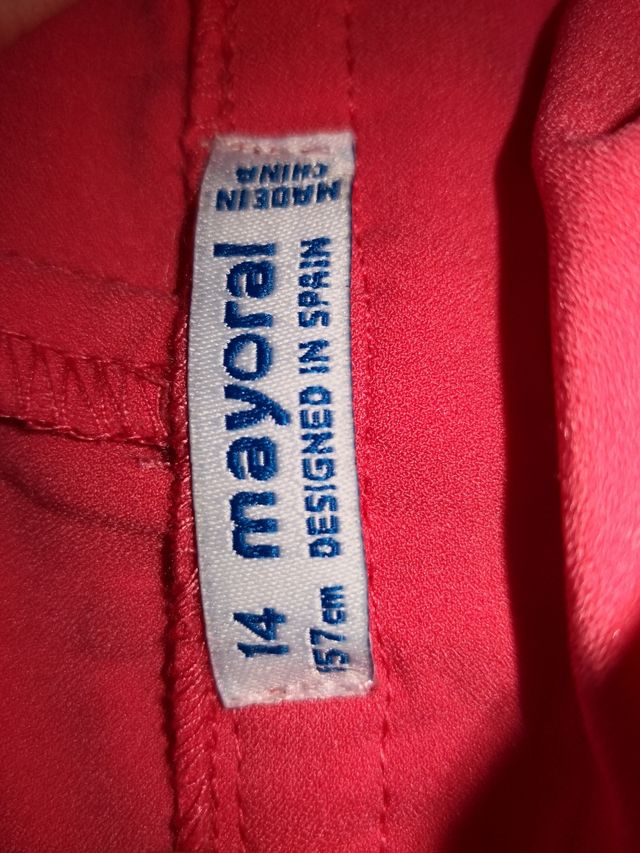 14 mayoral
157cm DESIGNED IN SPAIN
MADE IN
CHINA